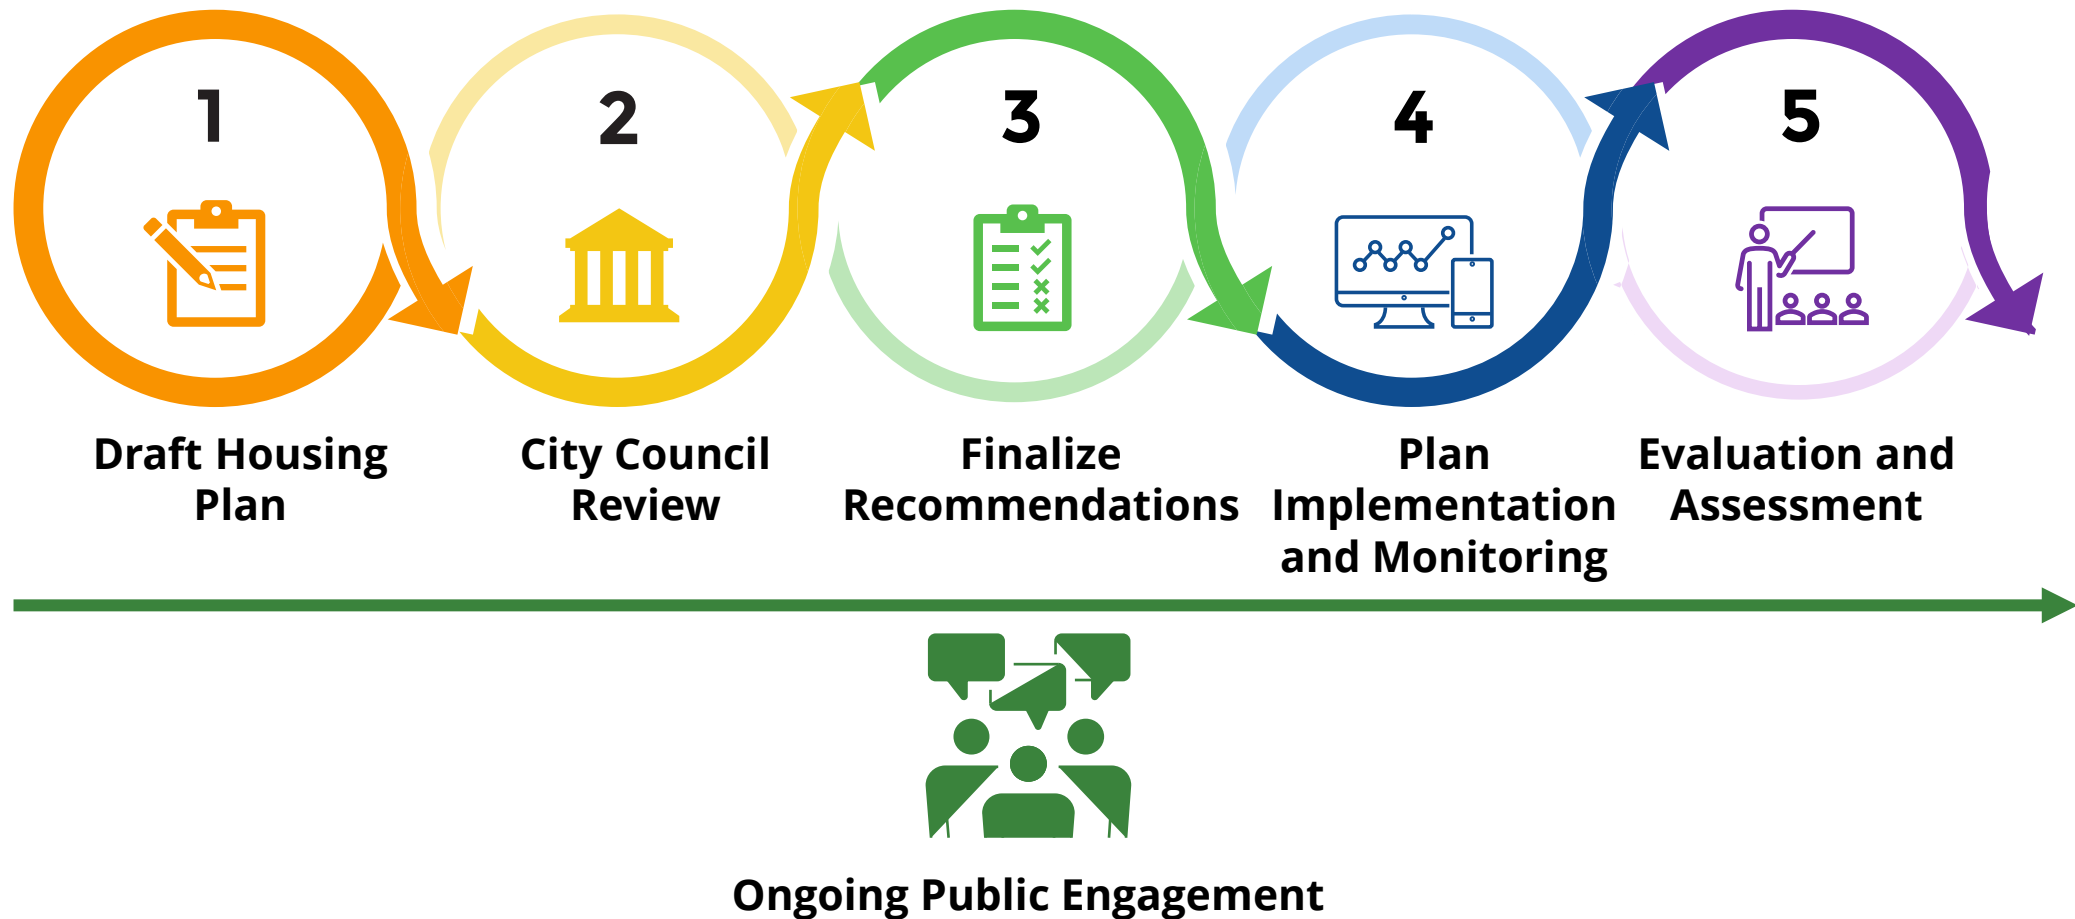 1
Draft Housing
Plan
2
City Council
Review
3
Finalize
Recommendations
4
Plan
Implementation
and Monitoring
5
Evaluation and
Assessment
Ongoing Public Engagement